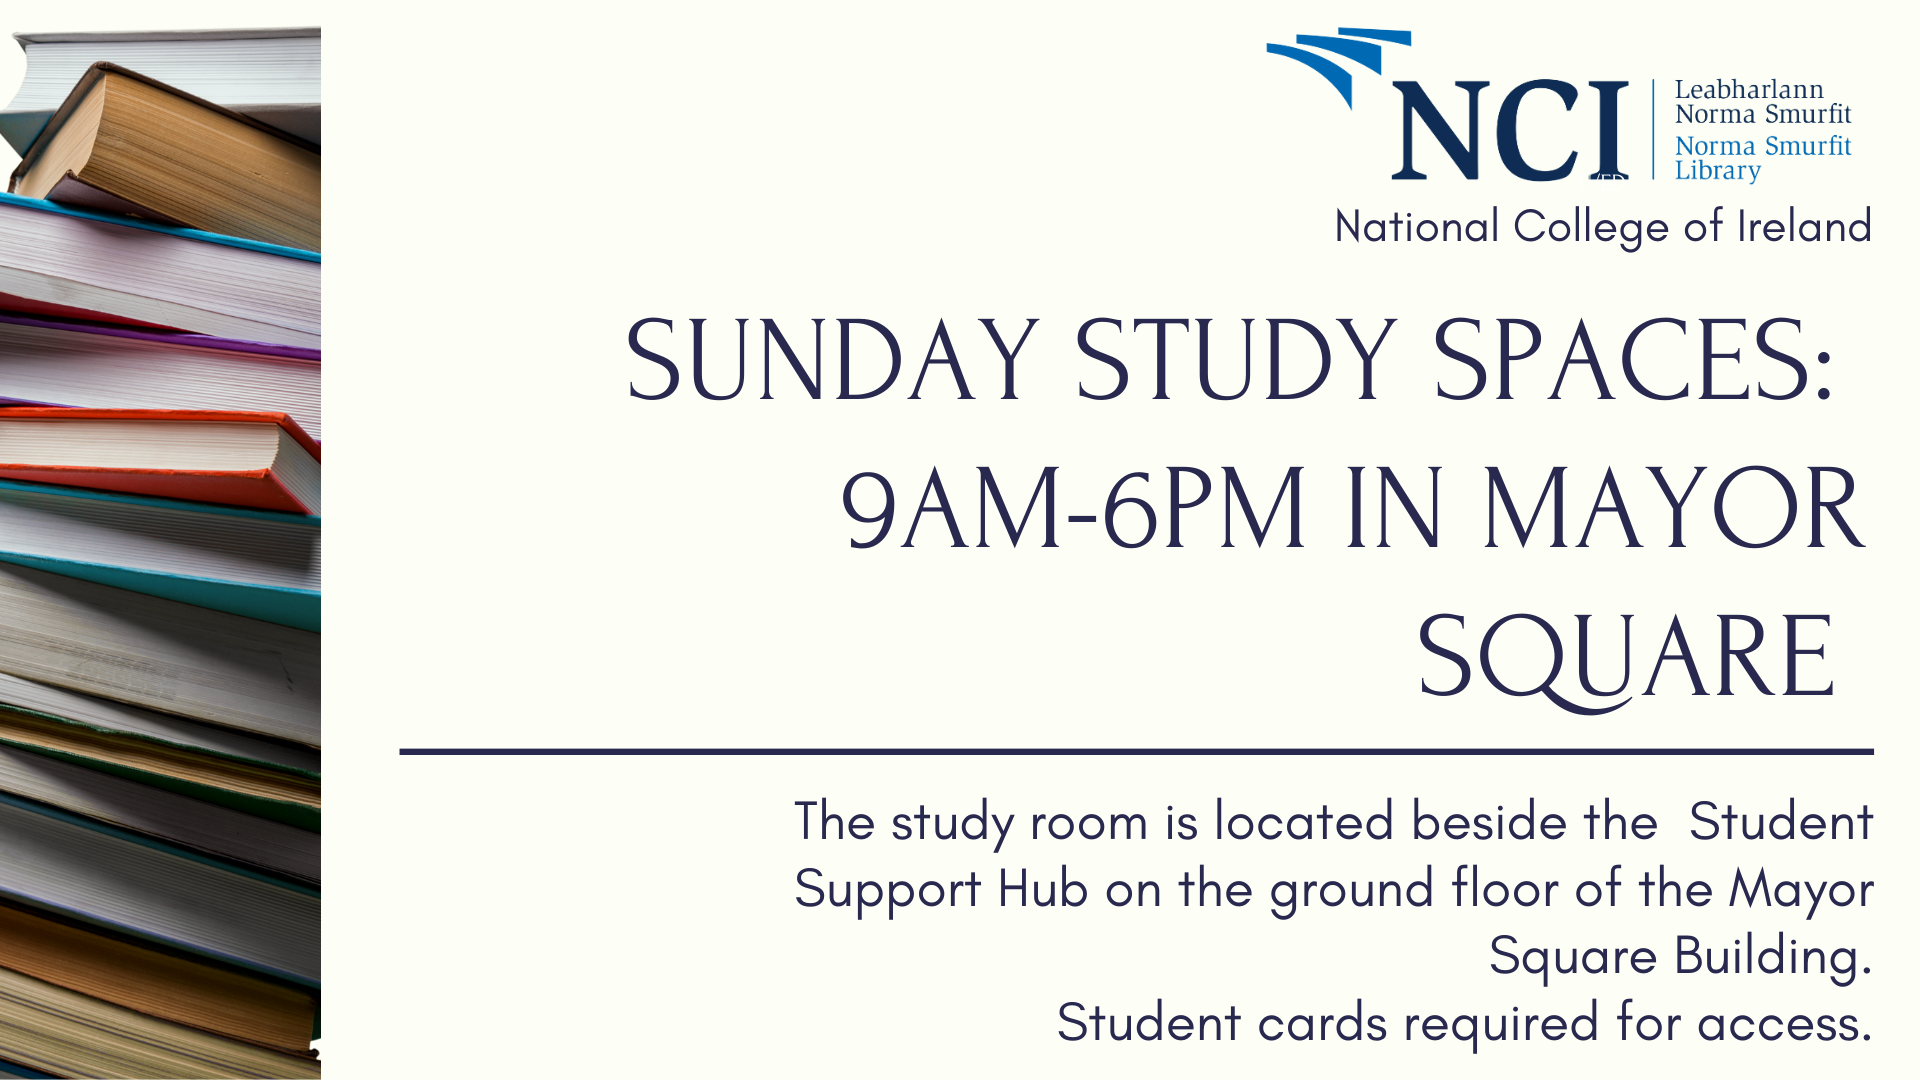 NCI
Leabharlann
Norma Smurfit
Norma Smurfit
Library
National College of Ireland
SUNDAY STUDY SPACES:
9AM-6PM IN MAYOR
SQUARE
The study room is located beside the Student
Support Hub on the ground floor of the Mayor
Square Building.
Student cards required for access.